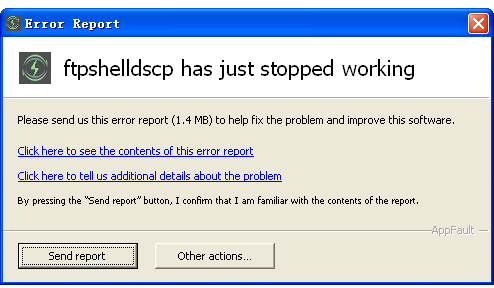 Error Report
ftpshelldscp has just stopped working
Please send us this error report (1.4 MB) to help fix the problem and improve this software.
Click here to see the contents of this error report
Click here to tell us additional details about the problem
By pressing the "Send report" button, I confirm that I am familiar with the contents of the report.
AppFault
Send report
Other actions...